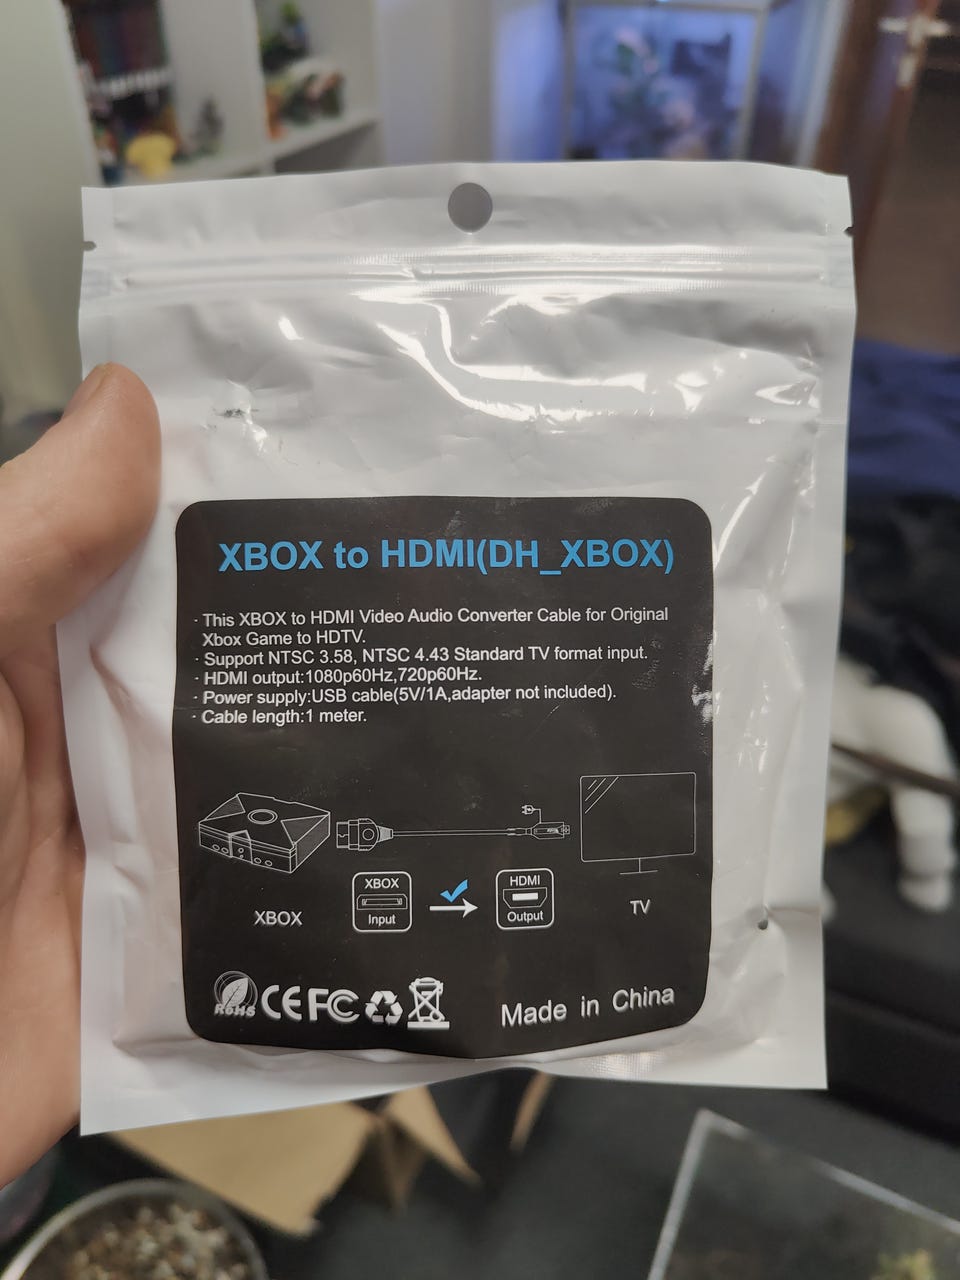 XBOX to HDMI(DH_XBOX)
· This XBOX to HDMI Video Audio Converter Cable for Original
Xbox Game to HDTV.
· Support NTSC 3.58, NTSC 4.43 Standard TV format input.
· HDMI output:1080p60Hz,720p60Hz.
· Power supply:USB cable(5V/1A,adapter not included).
· Cable length:1 meter.
XBOX
Input
HDMI
Output
XBOX
TV
RoHS CE FC
Made in China